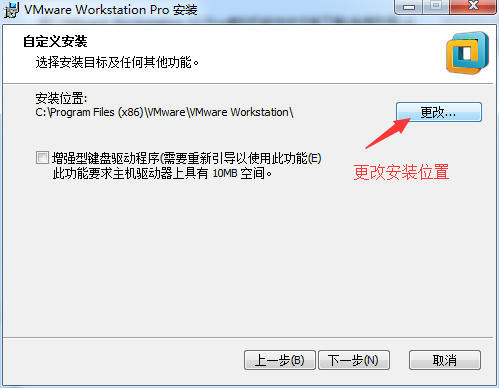 VMware Workstation Pro 安装
自定义安装
选择安装目标及任何其他功能。
安装位置:
C:\Program Files (x86)\VMware\VMware Workstation\
更改...
增强型键盘驱动程序(需要重新引导以使用此功能(E)
此功能要求主机驱动器上具有 10MB 空间。
更改安装位置
上一步(B)
下一步(N)
取消